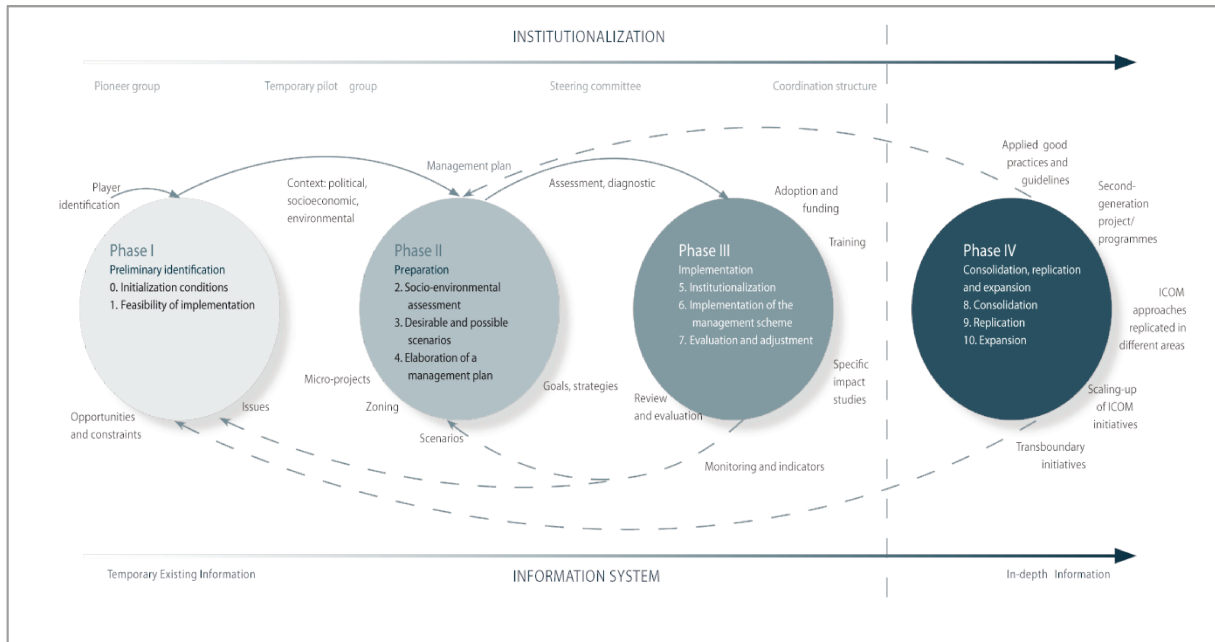 INSTITUTIONALIZATION
Pioneer group
Temporary pilot group
Steering committee
Coordination structure
Player
identification
Context: political,
socioeconomic,
environmental
Management plan
Assessment, diagnostic
Adoption and
funding
Training
Applied good
practices and
guidelines
Second-
generation
project/
programmes
Phase I
Preliminary identification
0. Initialization conditions
1. Feasibility of implementation
Phase II
Preparation
2. Socio-environmental
assessment
3. Desirable and possible
scenarios
4. Elaboration of a
management plan
Phase III
Implementation
5. Institutionalization
6. Implementation of the
management scheme
7. Evaluation and adjustment
Phase IV
Consolidation, replication
and expansion
8. Consolidation
9. Replication
10. Expansion
ICOM
approaches
replicated in
different areas
Opportunities
and constraints
Issues
Micro-projects
Zoning
Scenarios
Goals, strategies
Review
and evaluation
Specific
impact
studies
Monitoring and indicators
Scaling-up
of ICOM
initiatives
Transboundary
initiatives
Temporary Existing Information
INFORMATION SYSTEM
In-depth Information